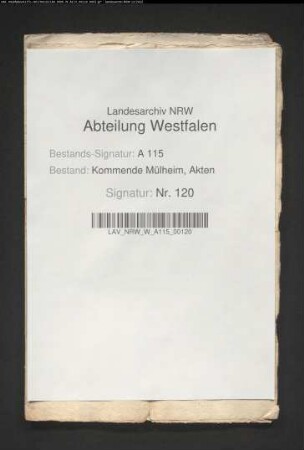 Landesarchiv NRW
Abteilung Westfalen
Bestands-Signatur: A 115
Bestand: Kommende Mülheim, Akten
Signatur: Nr. 120
LAV_NRW_W_A115_00120